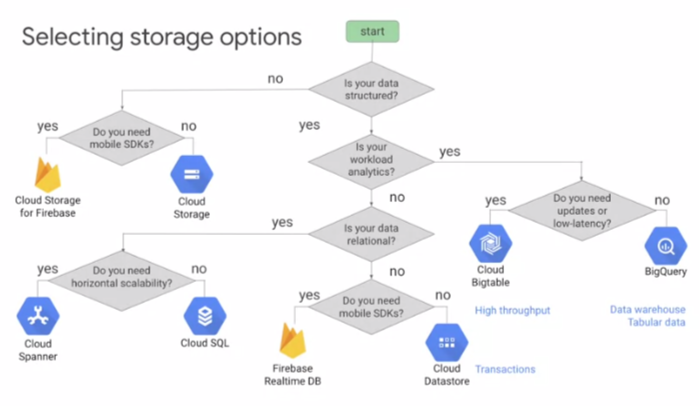 Selecting storage options
start
no
Is your data
structured?
yes
Do you need
mobile SDKs?
no
yes
Is your
workload
analytics?
yes
Cloud Storage
for Firebase
Cloud
Storage
no
yes
Do you need
updates or
low-latency?
no
yes
Is your data
relational?
Cloud
Bigtable
BigQuery
yes
Do you need
horizontal scalability?
no
no
High throughput
Data warehouse
Tabular data
yes
Do you need
mobile SDKs?
no
Cloud
Spanner
Cloud SQL
Firebase
Realtime DB
Cloud
Datastore
Transactions